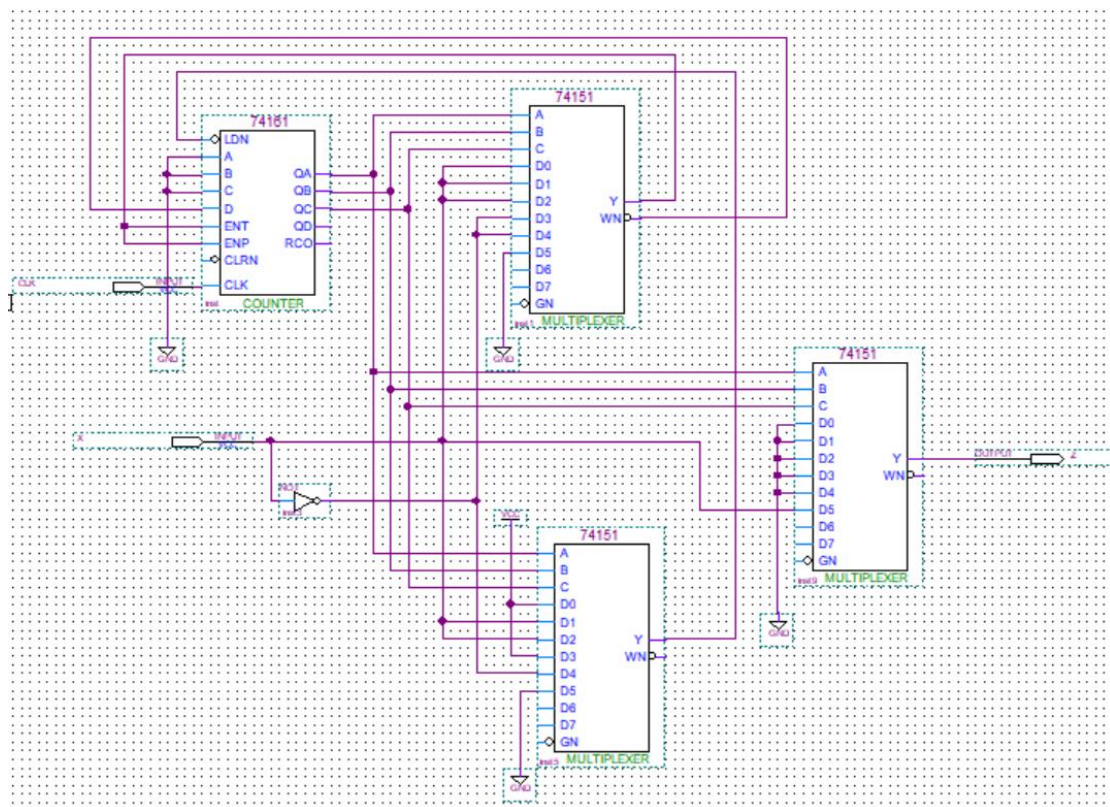 74161
LDN
A
B
C
D
ENT
ENP
CLRN
CLK
QA
QB
QC
QD
RCO
COUNTER
CLK
INPUT
VCC
GND
74151
A
B
C
D0
D1
D2
D3
D4
D5
D6
D7
GN
Y
WN
MULTIPLEXER
GND
X
INPUT
VCC
NOT
VCC
74151
A
B
C
D0
D1
D2
D3
D4
D5
D6
D7
GN
Y
WN
MULTIPLEXER
GND
74151
A
B
C
D0
D1
D2
D3
D4
D5
D6
D7
GN
Y
WN
MULTIPLEXER
GND
OUTPUT
Z